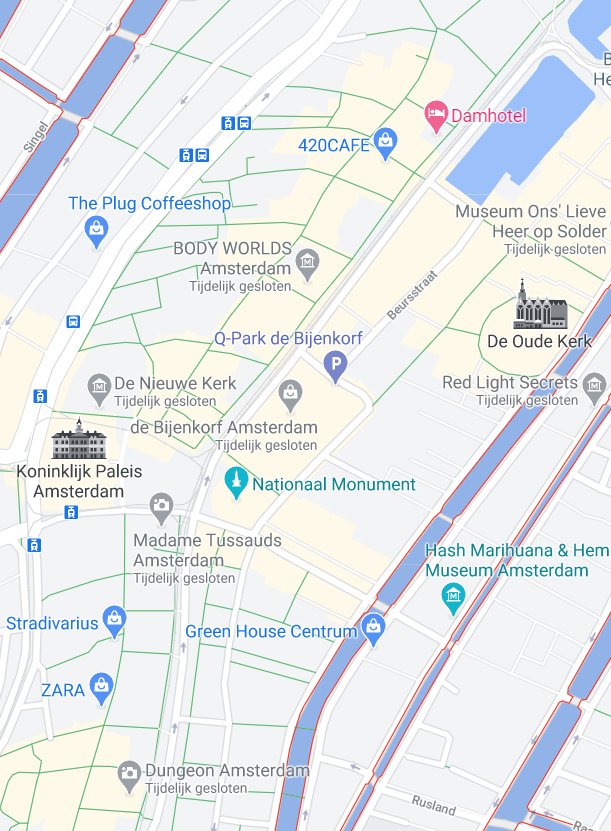 B
He
Damhotel
420CAFE
Singel
The Plug Coffeeshop
Museum Ons' Lieve
Heer op Solder
Tijdelijk gesloten
BODY WORLDS
Amsterdam
Tijdelijk gesloten
Beursstraat
De Oude Kerk
Q-Park de Bijenkorf
P
De Nieuwe Kerk
Tijdelijk gesloten
Red Light Secrets
Tijdelijk gesloten
de Bijenkorf Amsterdam
Tijdelijk gesloten
Koninklijk Paleis
Amsterdam
Nationaal Monument
Madame Tussauds
Amsterdam
Tijdelijk gesloten
Hash Marihuana & Hem
Museum Amsterdam
Stradivarius
Green House Centrum
ZARA
Dungeon Amsterdam
Tijdelijk gesloten
Rusland
Ra